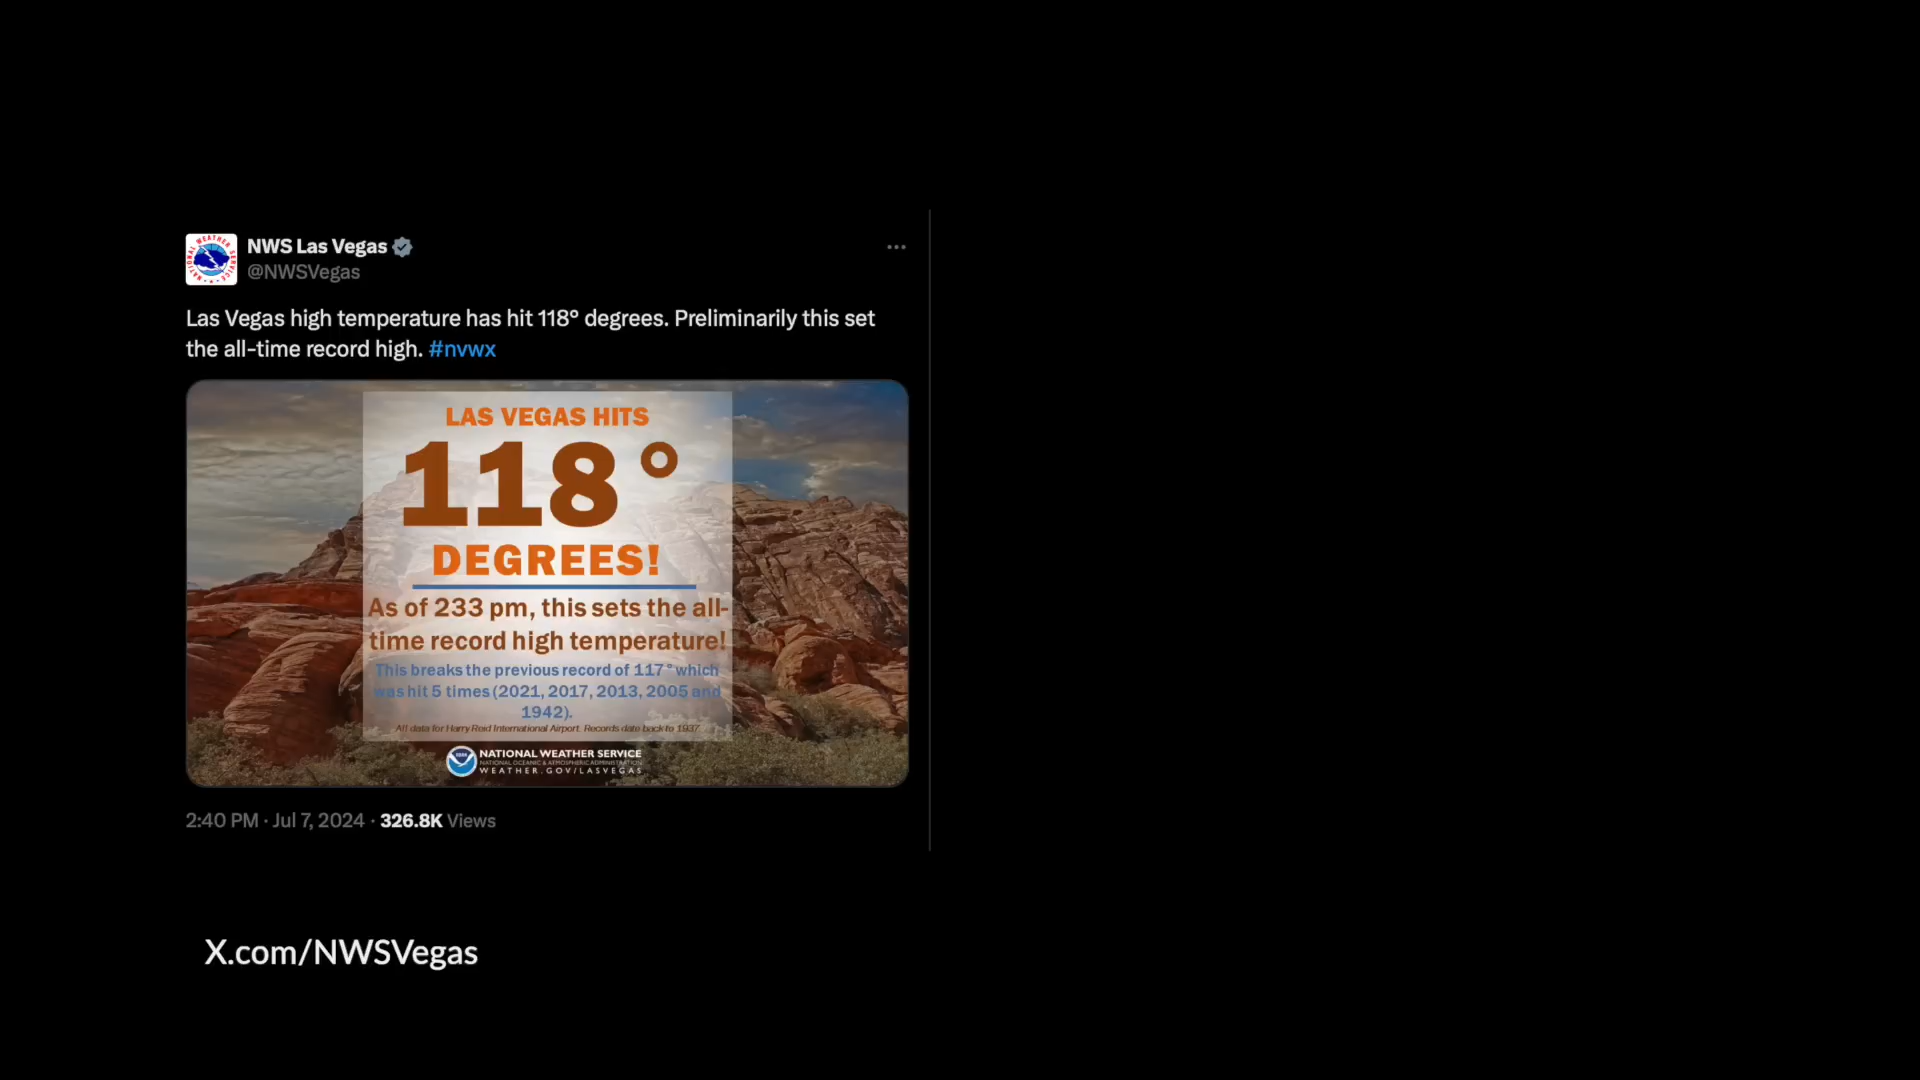 NWS Las Vegas
@NWSVegas
Las Vegas high temperature has hit 118° degrees. Preliminarily this set
the all-time record high. #nvwx
LAS VEGAS HITS
118°
DEGREES!
As of 233 pm, this sets the all-
time record high temperature!
This breaks the previous record of 117° which
was hit 5 times (2021, 2017, 2013, 2005 and
1942).
All data for Harry Reid International Airport. Records date back to 1937
NATIONAL WEATHER SERVICE
NATIONAL OCEANIC & ATMOSPHERIC ADMINISTRATION
WEATHER.GOV/LASVEGAS
2:40 PM · Jul 7, 2024 · 326.8K Views
X.com/NWSVegas